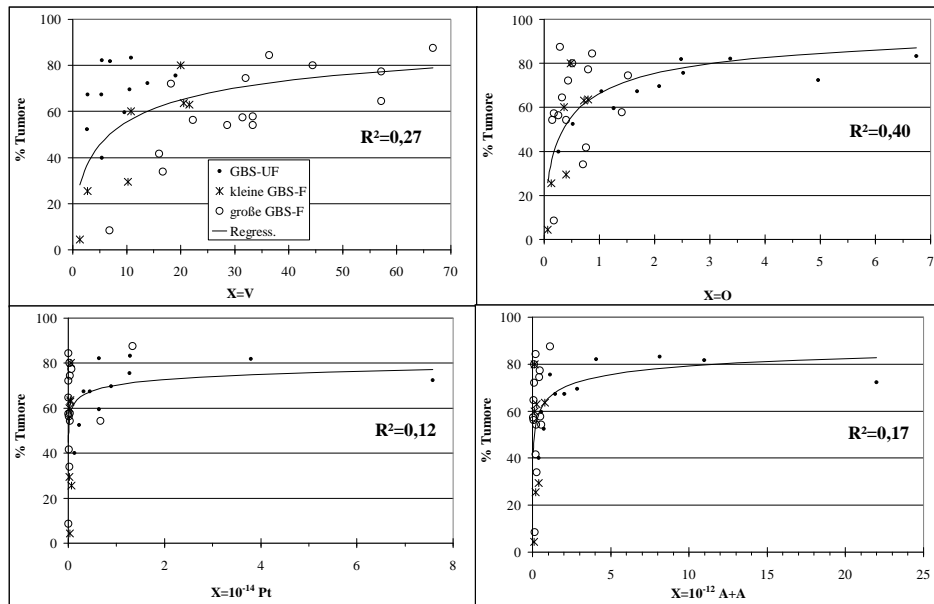 100
80
60
40
20
0
% Tumore
R²=0,27
GBS-UF
kleine GBS-F
große GBS-F
Regress.
0 10 20 30 40 50 60 70
X=V
100
80
60
40
20
0
% Tumore
R²=0,40
0 1 2 3 4 5 6 7
X=O
100
80
60
40
20
0
% Tumore
R²=0,12
0 2 4 6 8
X=10⁻¹⁴ Pt
100
80
60
40
20
0
% Tumore
R²=0,17
0 5 10 15 20 25
X=10⁻¹² A+A